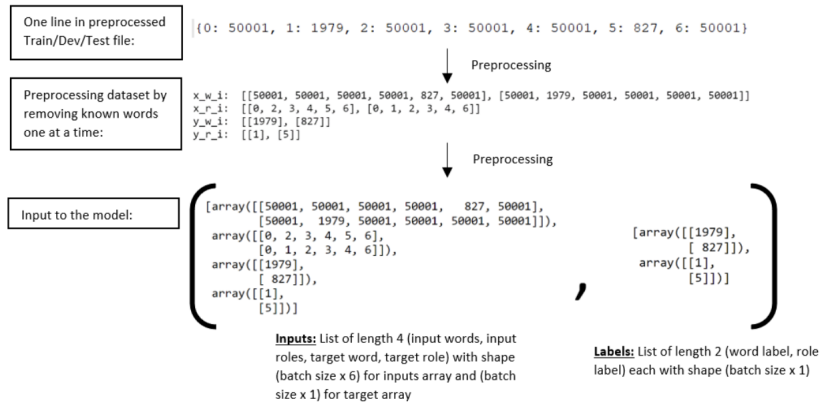 One line in preprocessed
Train/Dev/Test file:
{0: 50001, 1: 1979, 2: 50001, 3: 50001, 4: 50001, 5: 827, 6: 50001}
Preprocessing
Preprocessing dataset by
removing known words
one at a time:
x_w_i: [[50001, 50001, 50001, 50001, 827, 50001], [50001, 1979, 50001, 50001, 50001, 50001]]
x_r_i: [[0, 2, 3, 4, 5, 6], [0, 1, 2, 3, 4, 6]]
y_w_i: [[1979], [827]]
y_r_i: [[1], [5]]
Preprocessing
Input to the model:
[array([[50001, 50001, 50001, 50001, 827, 50001],
[50001, 1979, 50001, 50001, 50001, 50001]]),
array([[0, 2, 3, 4, 5, 6],
[0, 1, 2, 3, 4, 6]]),
array([[1979],
[ 827]]),
array([[1],
[5]])]
,
[array([[1979],
[ 827]]),
array([[1],
[5]])]
Inputs: List of length 4 (input words, input
roles, target word, target role) with shape
(batch size x 6) for inputs array and (batch
size x 1) for target array
Labels: List of length 2 (word label, role
label) each with shape (batch size x 1)